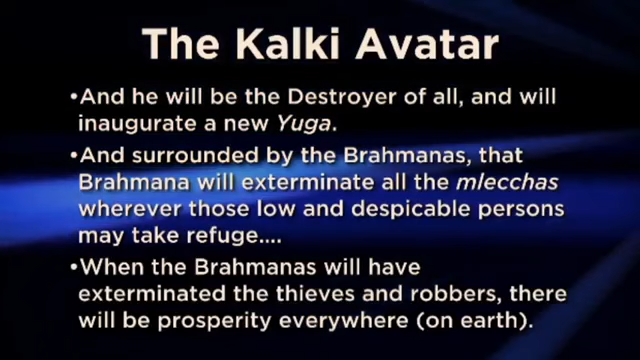 The Kalki Avatar
•And he will be the Destroyer of all, and will
inaugurate a new Yuga.
•And surrounded by the Brahmanas, that
Brahmana will exterminate all the mlecchas
wherever those low and despicable persons
may take refuge....
•When the Brahmanas will have
exterminated the thieves and robbers, there
will be prosperity everywhere (on earth).